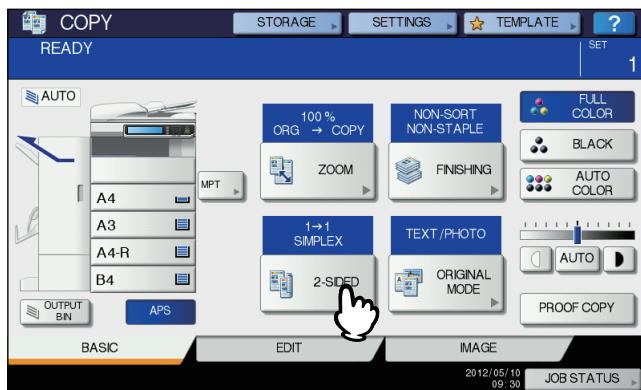 COPY
STORAGE
SETTINGS
TEMPLATE
?
READY
SET
1
AUTO
100 %
ORG → COPY
NON-SORT
NON-STAPLE
FULL
COLOR
BLACK
ZOOM
FINISHING
MPT
AUTO
COLOR
A4
A3
A4-R
B4
1→1
SIMPLEX
TEXT/PHOTO
2-SIDED
ORIGINAL
MODE
AUTO
OUTPUT
BIN
APS
PROOF COPY
BASIC
EDIT
IMAGE
2012/05/10
09:30
JOB STATUS